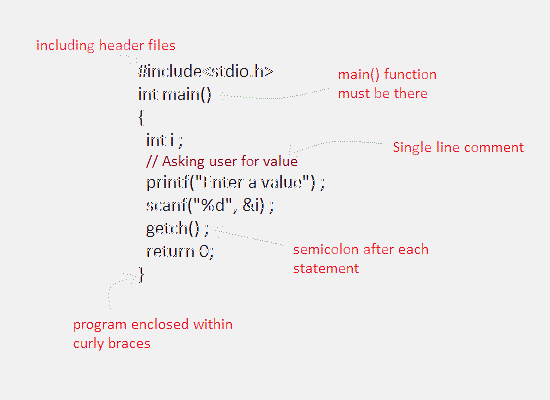 including header files
#include<stdio.h>
int main()
main() function
must be there
{
int i ;
// Asking user for value
Single line comment
printf("Enter a value") ;
scanf("%d", &i) ;
getch() ;
return 0;
semicolon after each
statement
}
program enclosed within
curly braces